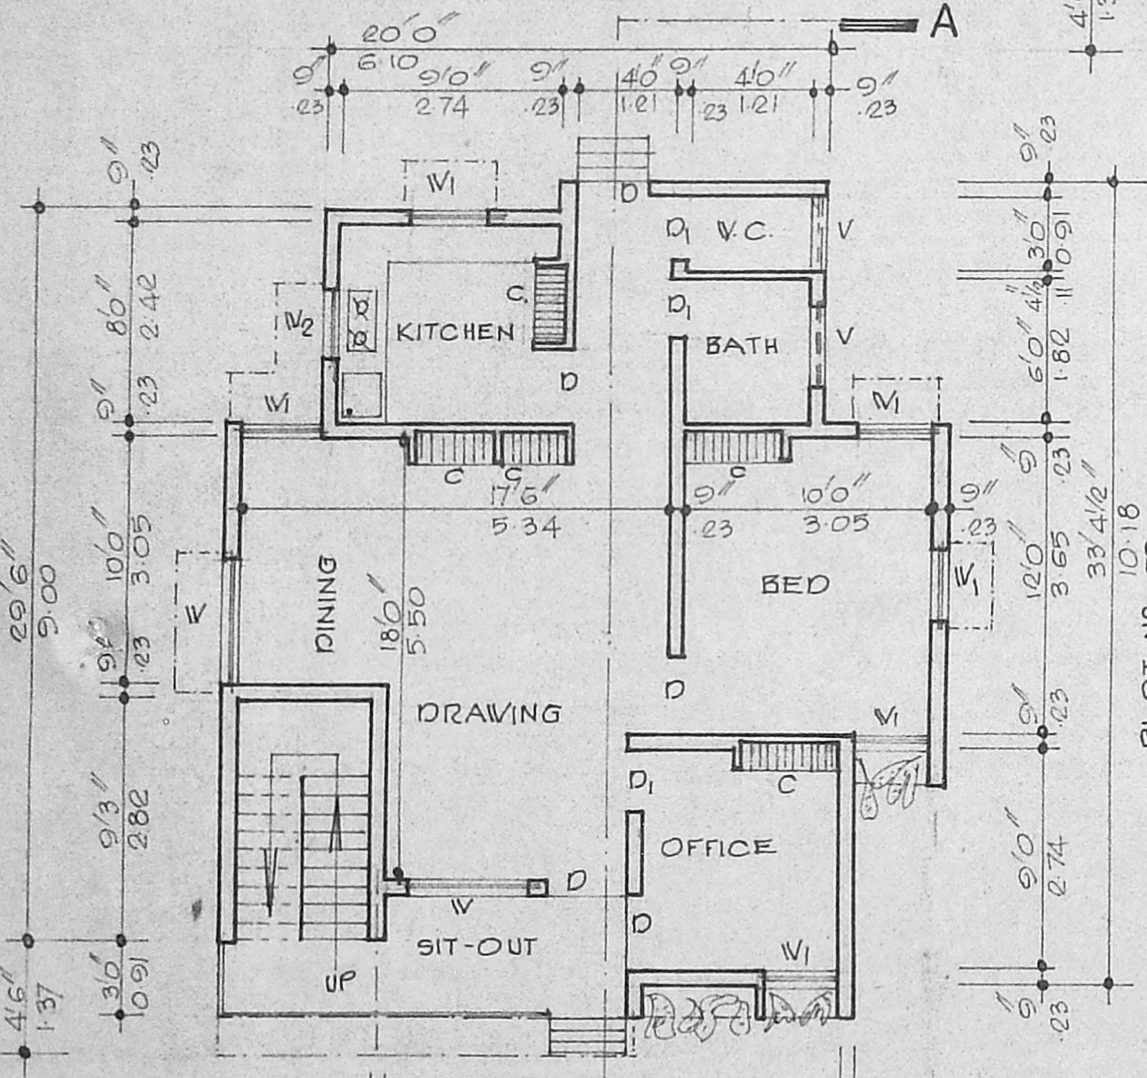 A
20'0"
6.10
9" 9'0" 9" 4'0" 9" 4'0" 9"
.23 2.74 .23 1.21 .23 1.21 .23
9"
.23
8'0"
2.42
9"
.23
10'0"
3.05
.23
9'3"
2.82
3'0"
0.91
29'6"
9.00
4'6"
1.37
W1
D
D1 W.C. V
C
W2
KITCHEN
D1
BATH V
W1
D
W1
C C
C
17'6" 9" 10'0" 9"
5.34 .23 3.05 .23
DINING
W
18'0"
5.50
BED
W1
D
DRAWING
W1
D1
C
OFFICE
D
W
D
SIT-OUT
W1
UP
9"
.23
3'0"
0.91
4½"
.11
6'0"
1.82
9"
.23
12'0"
3.65
9"
.23
9'0"
2.74
9"
.23
33'4½"
10.18